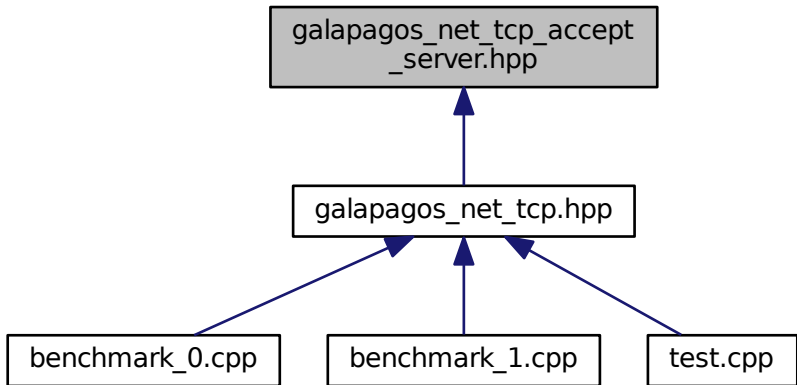 galapagos_net_tcp_accept
_server.hpp
galapagos_net_tcp.hpp
benchmark_0.cpp
benchmark_1.cpp
test.cpp